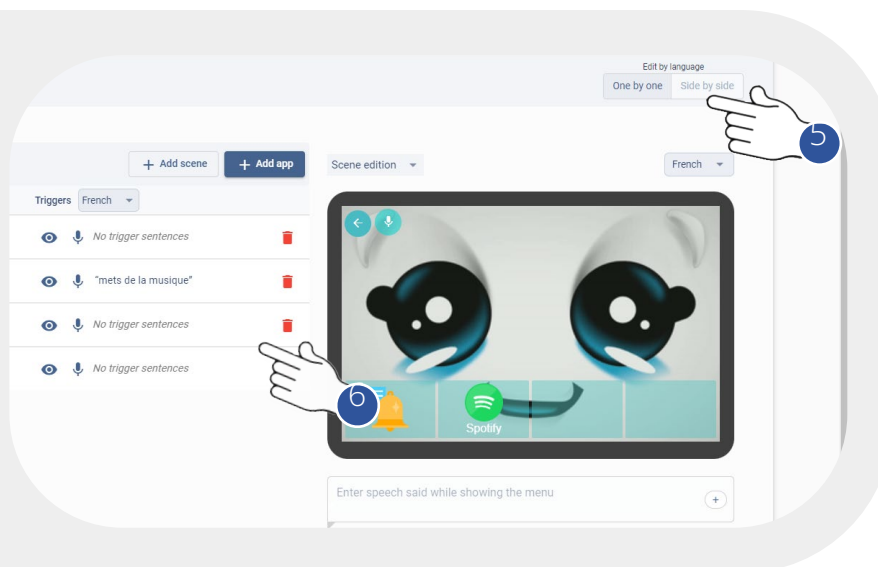 Edit by language
One by one Side by side
5
+ Add scene + Add app
Scene edition
French
Triggers French
No trigger sentences
"mets de la musique"
No trigger sentences
No trigger sentences
6
Spotify
Enter speech said while showing the menu
+